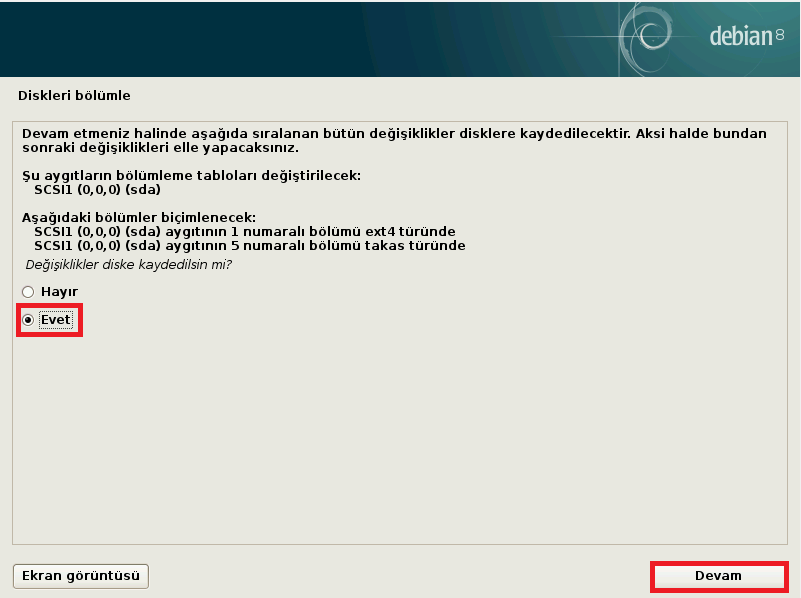 debian 8
Diskleri bölümle
Devam etmeniz halinde aşağıda sıralanan bütün değişiklikler disklere kaydedilecektir. Aksi halde bundan
sonraki değişiklikleri elle yapacaksınız.
Şu aygıtların bölümleme tabloları değiştirilecek:
SCSI1 (0,0,0) (sda)
Aşağıdaki bölümler biçimlenecek:
SCSI1 (0,0,0) (sda) aygıtının 1 numaralı bölümü ext4 türünde
SCSI1 (0,0,0) (sda) aygıtının 5 numaralı bölümü takas türünde
Değişiklikler diske kaydedilsin mi?
Hayır
Evet
Ekran görüntüsü
Devam